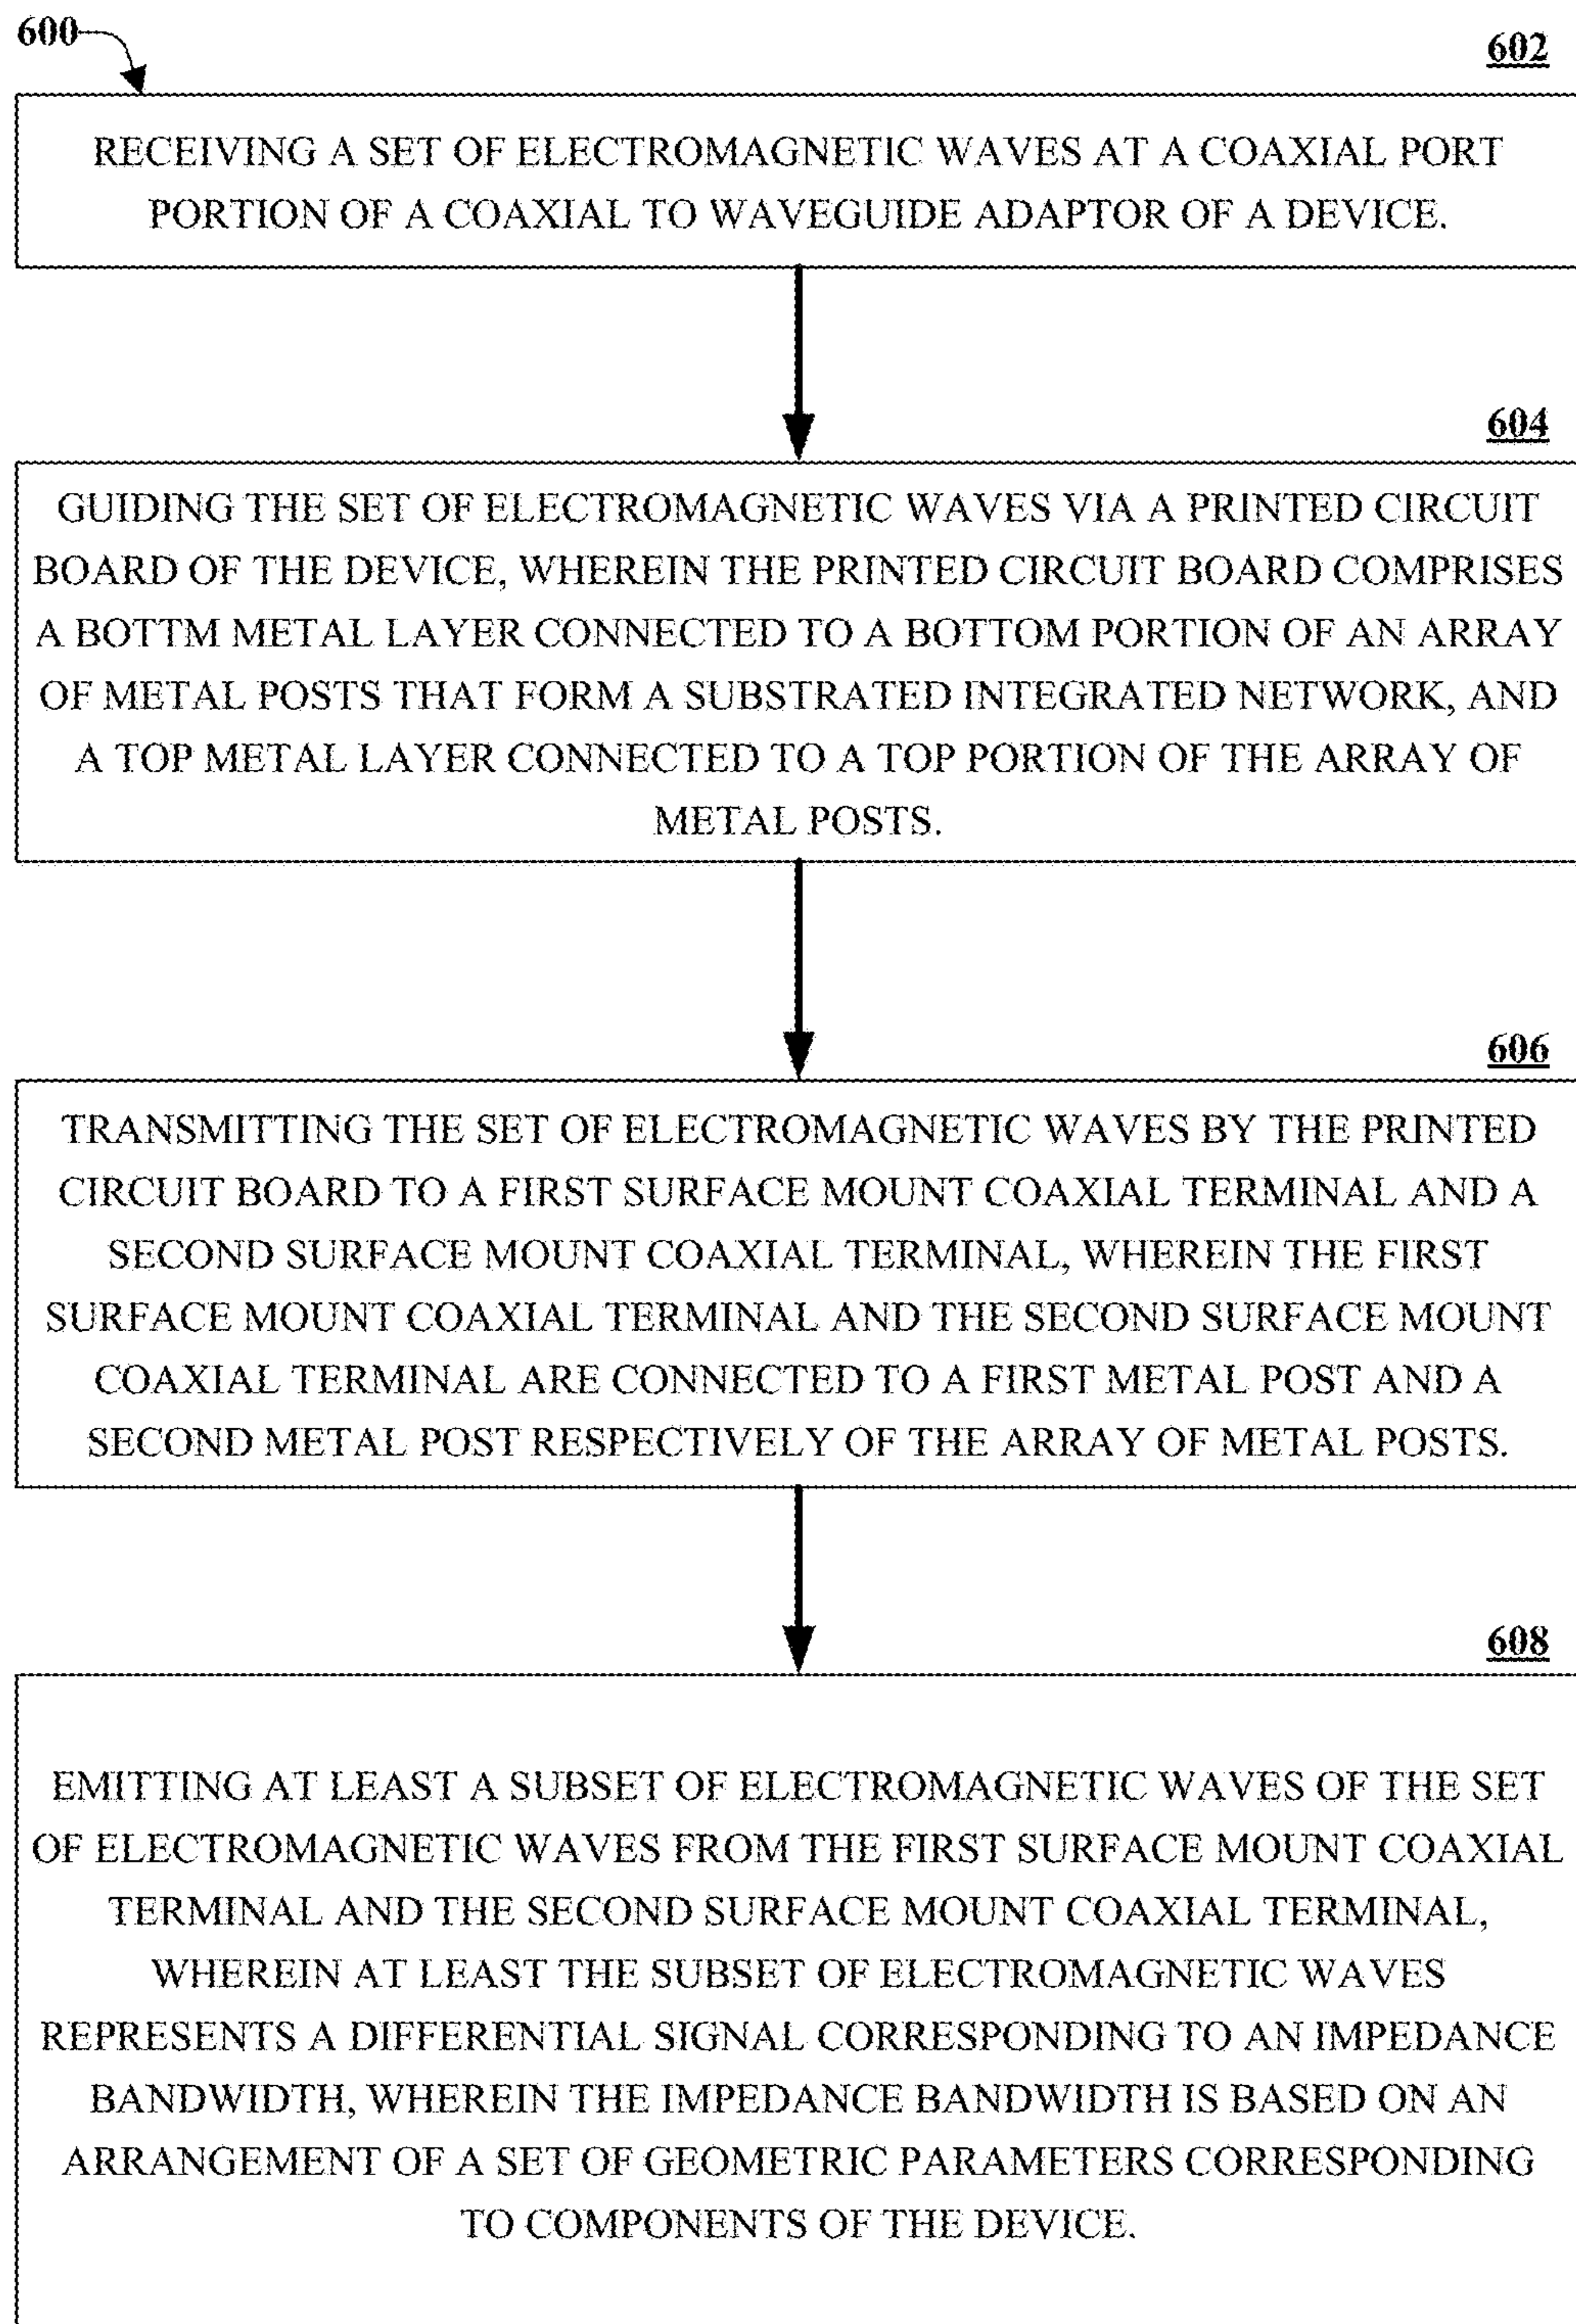 600
602
RECEIVING A SET OF ELECTROMAGNETIC WAVES AT A COAXIAL PORT
PORTION OF A COAXIAL TO WAVEGUIDE ADAPTOR OF A DEVICE.
604
GUIDING THE SET OF ELECTROMAGNETIC WAVES VIA A PRINTED CIRCUIT
BOARD OF THE DEVICE, WHEREIN THE PRINTED CIRCUIT BOARD COMPRISES
A BOTTM METAL LAYER CONNECTED TO A BOTTOM PORTION OF AN ARRAY
OF METAL POSTS THAT FORM A SUBSTRATED INTEGRATED NETWORK, AND
A TOP METAL LAYER CONNECTED TO A TOP PORTION OF THE ARRAY OF
METAL POSTS.
606
TRANSMITTING THE SET OF ELECTROMAGNETIC WAVES BY THE PRINTED
CIRCUIT BOARD TO A FIRST SURFACE MOUNT COAXIAL TERMINAL AND A
SECOND SURFACE MOUNT COAXIAL TERMINAL, WHEREIN THE FIRST
SURFACE MOUNT COAXIAL TERMINAL AND THE SECOND SURFACE MOUNT
COAXIAL TERMINAL ARE CONNECTED TO A FIRST METAL POST AND A
SECOND METAL POST RESPECTIVELY OF THE ARRAY OF METAL POSTS.
608
EMITTING AT LEAST A SUBSET OF ELECTROMAGNETIC WAVES OF THE SET
OF ELECTROMAGNETIC WAVES FROM THE FIRST SURFACE MOUNT COAXIAL
TERMINAL AND THE SECOND SURFACE MOUNT COAXIAL TERMINAL,
WHEREIN AT LEAST THE SUBSET OF ELECTROMAGNETIC WAVES
REPRESENTS A DIFFERENTIAL SIGNAL CORRESPONDING TO AN IMPEDANCE
BANDWIDTH, WHEREIN THE IMPEDANCE BANDWIDTH IS BASED ON AN
ARRANGEMENT OF A SET OF GEOMETRIC PARAMETERS CORRESPONDING
TO COMPONENTS OF THE DEVICE.